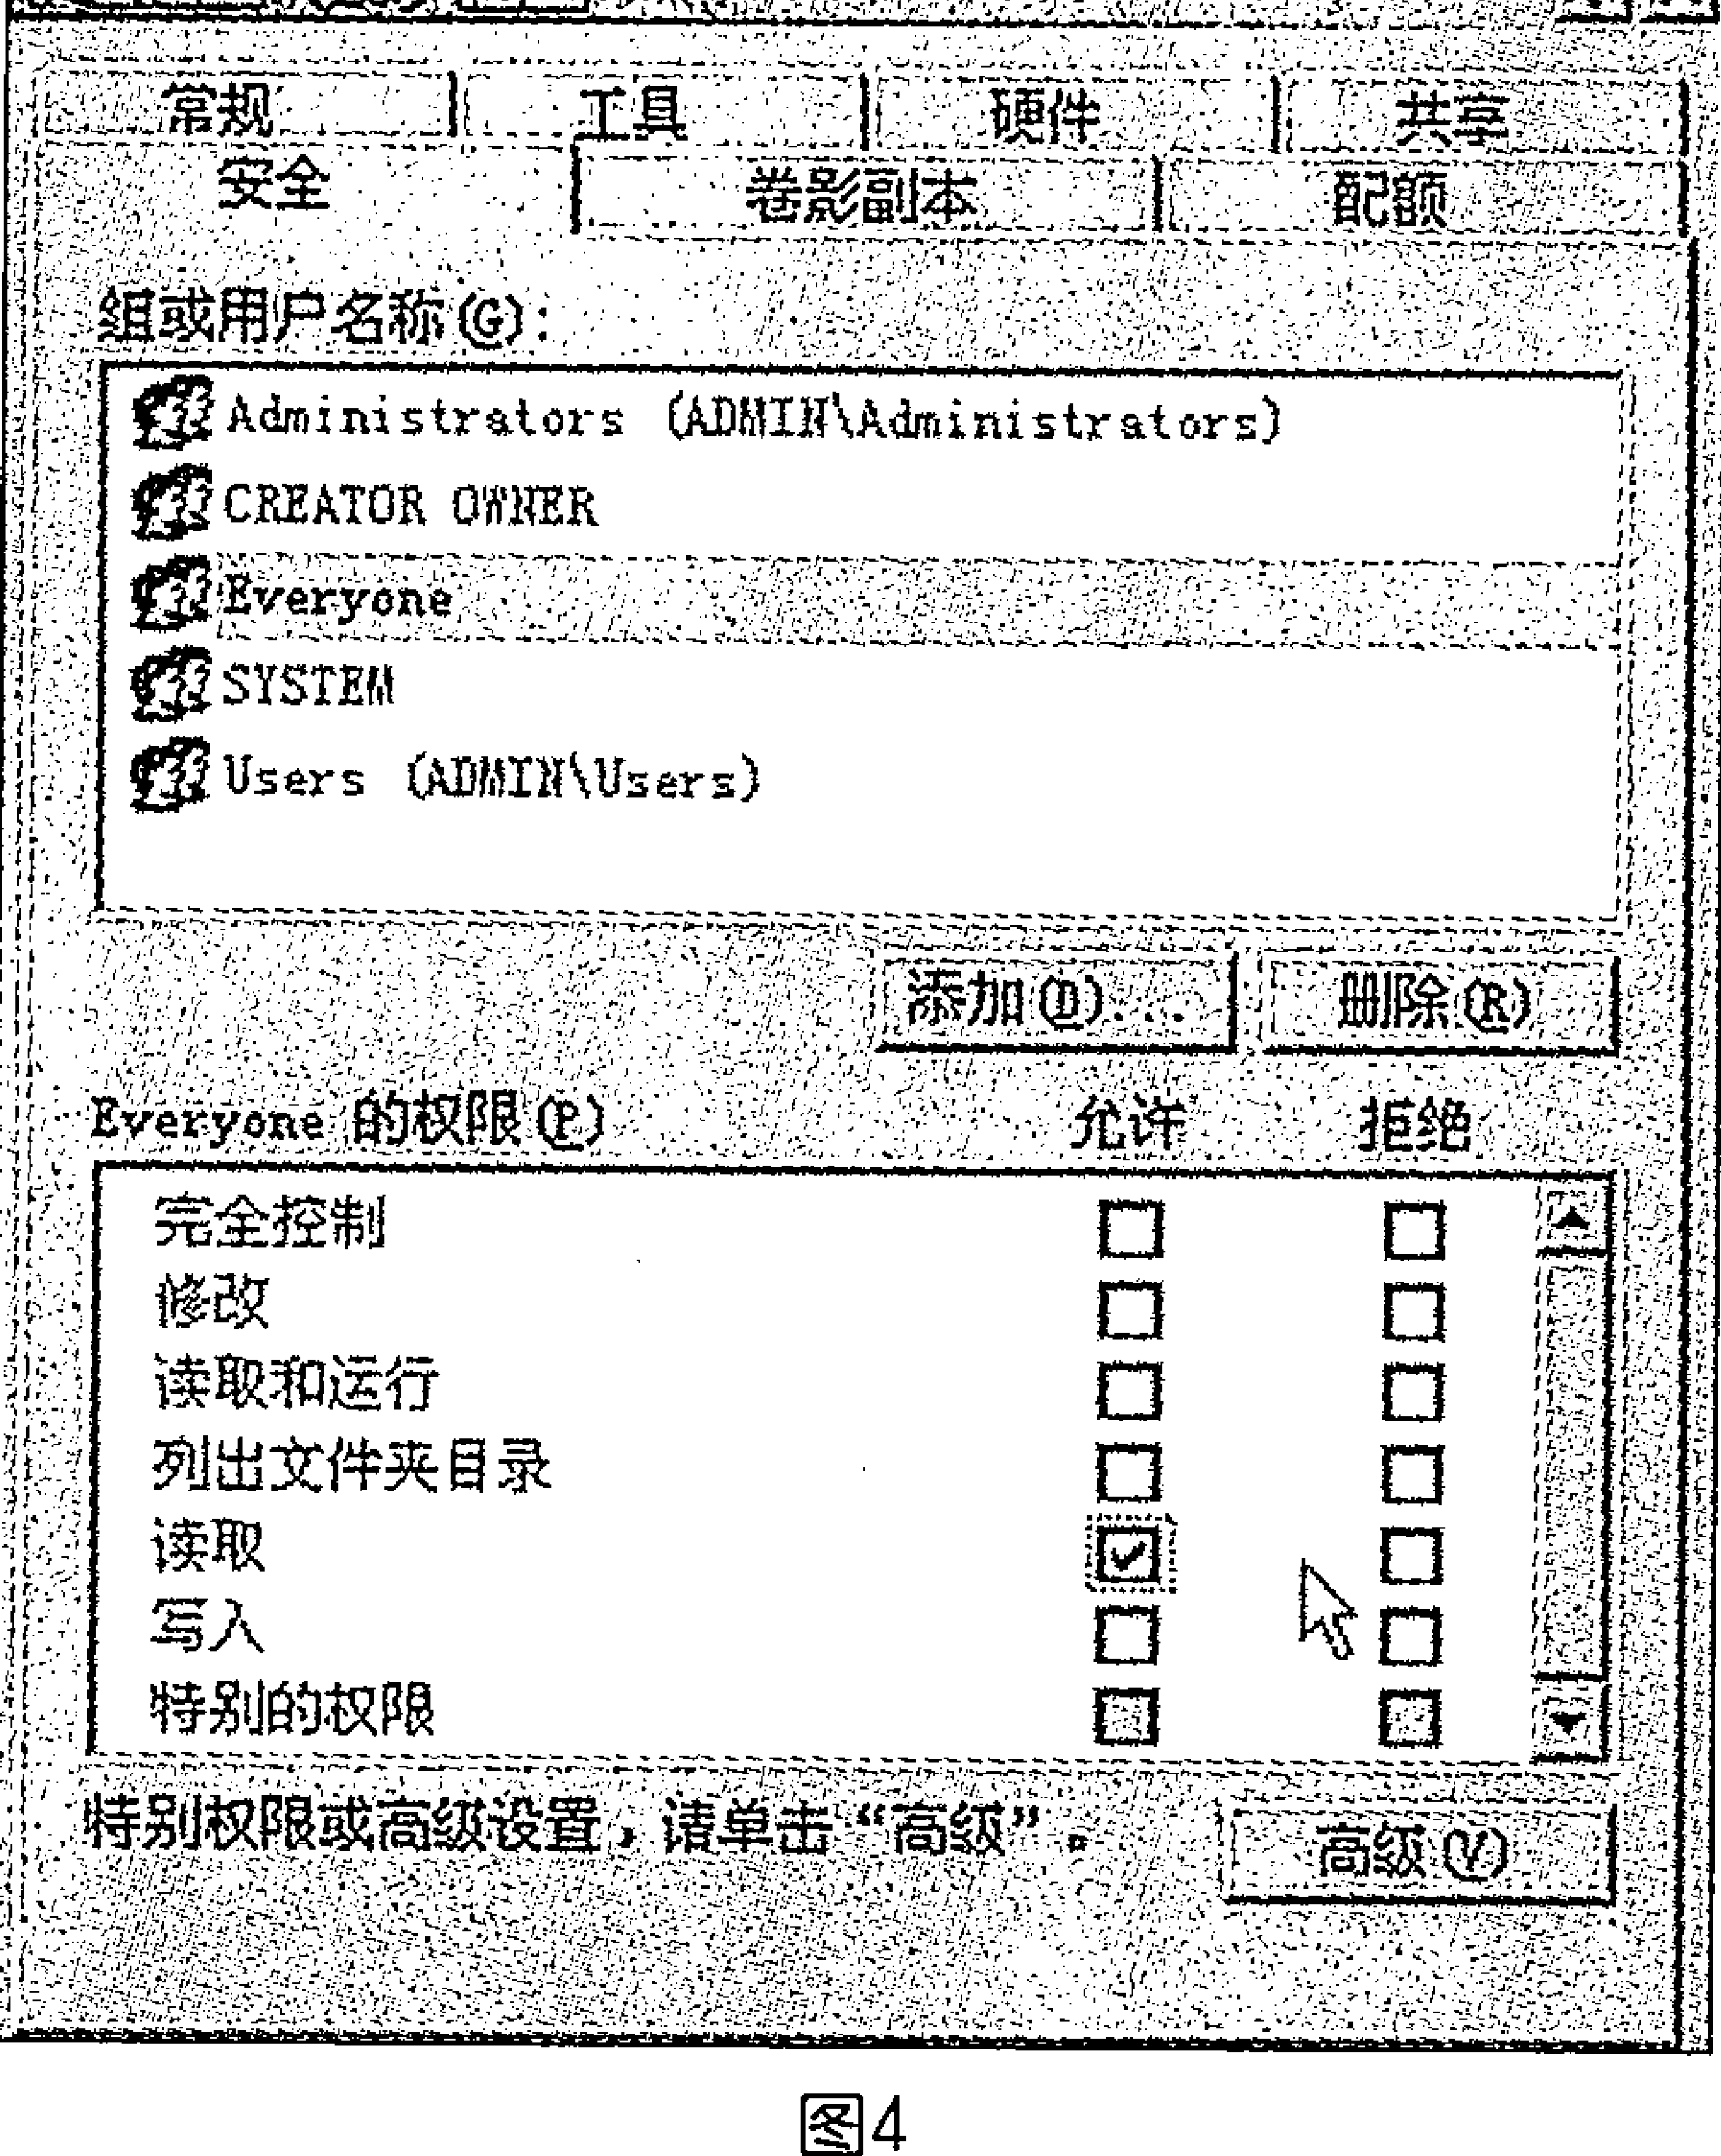 常规 工具 硬件 共享
安全 卷影副本 配额
组或用户名称(G):
Administrators (ADMIN\Administrators)
CREATOR OWNER
Everyone
SYSTEM
Users (ADMIN\Users)
添加(D)... 删除(R)
Everyone 的权限(P) 允许 拒绝
完全控制
修改
读取和运行
列出文件夹目录
读取
写入
特别的权限
特别权限或高级设置，请单击“高级”。 高级(V)
图4